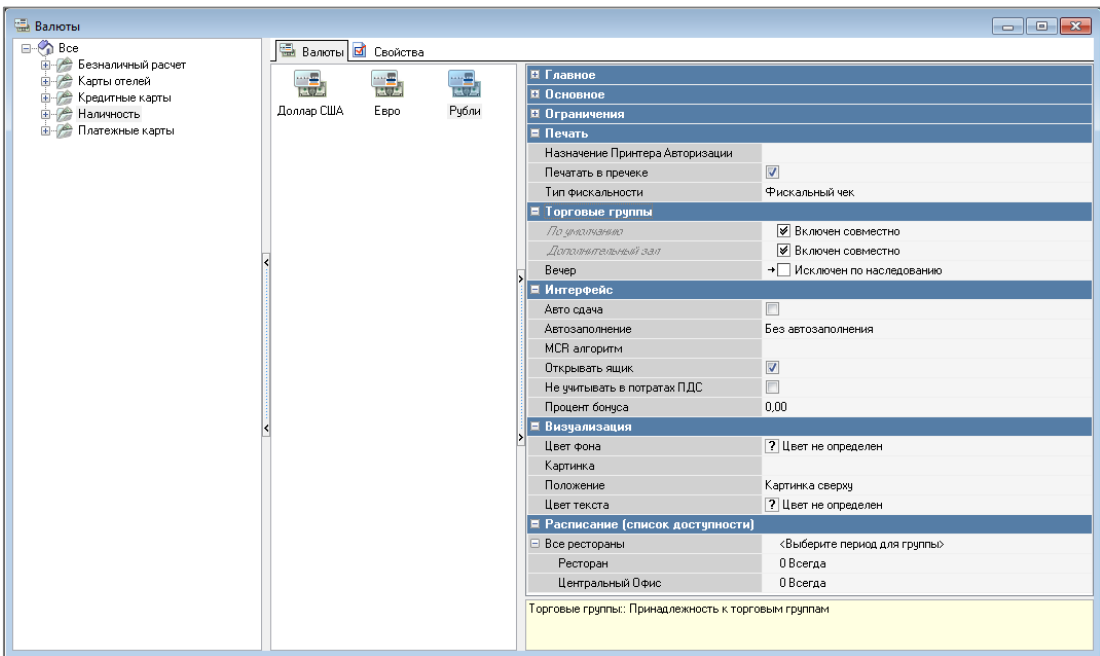 Валюты
Все
Безналичный расчет
Карты отелей
Кредитные карты
Наличность
Платежные карты
Валюты Свойства
Доллар США Евро Рубли
Главное
Основное
Ограничения
Печать
Назначение Принтера Авторизации
Печатать в пречеке
Тип фискальности Фискальный чек
Торговые группы
По умолчанию Включен совместно
Дополнительный зал Включен совместно
Вечер Исключен по наследованию
Интерфейс
Авто сдача
Автозаполнение Без автозаполнения
MCR алгоритм
Открывать ящик
Не учитывать в потратах ПДС
Процент бонуса 0,00
Визуализация
Цвет фона ? Цвет не определен
Картинка
Положение Картинка сверху
Цвет текста ? Цвет не определен
Расписание (список доступности)
Все рестораны <Выберите период для группы>
Ресторан 0 Всегда
Центральный Офис 0 Всегда
Торговые группы:: Принадлежность к торговым группам